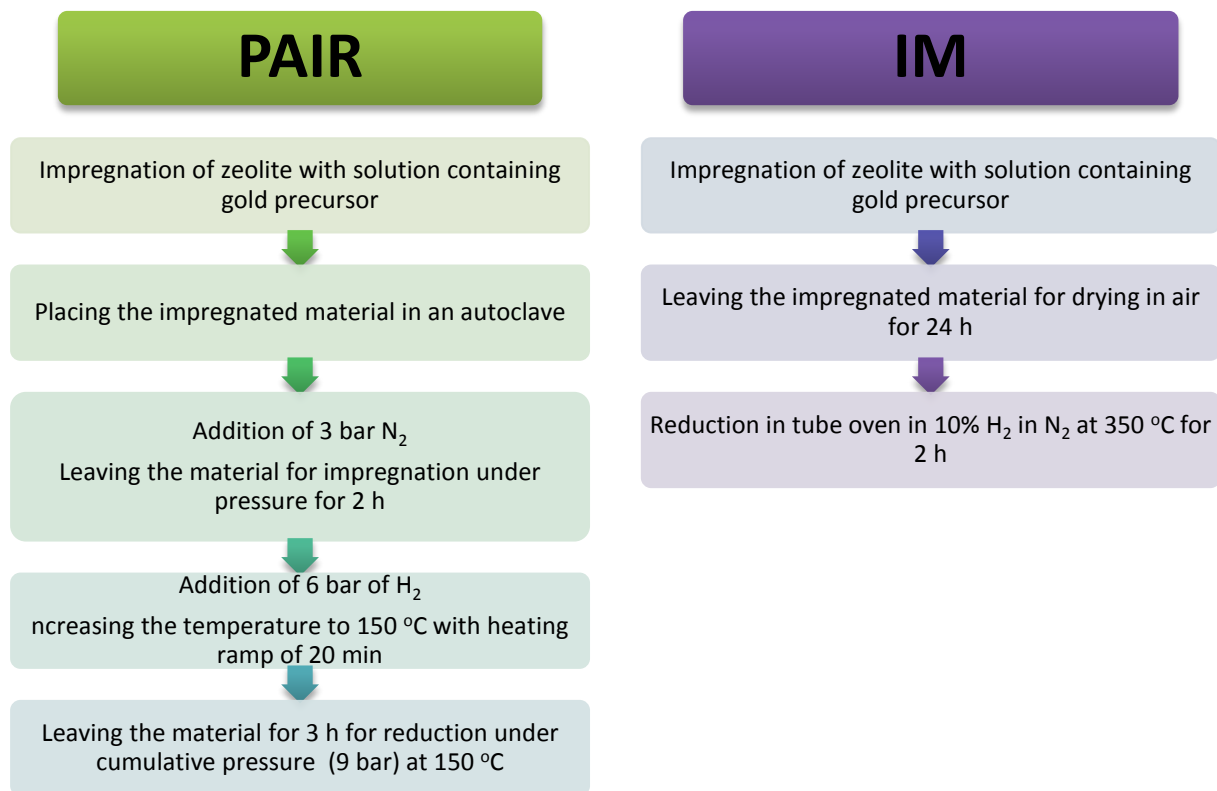 PAIR
Impregnation of zeolite with solution containing
gold precursor
Placing the impregnated material in an autoclave
Addition of 3 bar N₂
Leaving the material for impregnation under
pressure for 2 h
Addition of 6 bar of H₂
ncreasing the temperature to 150 ºC with heating
ramp of 20 min
Leaving the material for 3 h for reduction under
cumulative pressure (9 bar) at 150 ºC
IM
Impregnation of zeolite with solution containing
gold precursor
Leaving the impregnated material for drying in air
for 24 h
Reduction in tube oven in 10% H₂ in N₂ at 350 ºC for
2 h